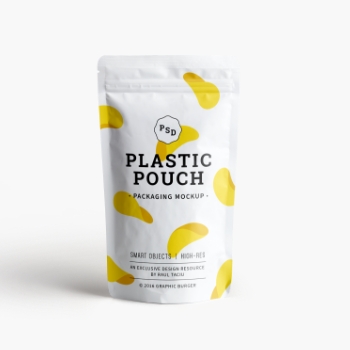 PSD
PLASTIC
POUCH
- PACKAGING MOCKUP -
SMART OBJECTS | HIGH-RES
AN EXCLUSIVE DESIGN RESOURCE
BY RAUL TACIU
© 2016 GRAPHIC BURGER